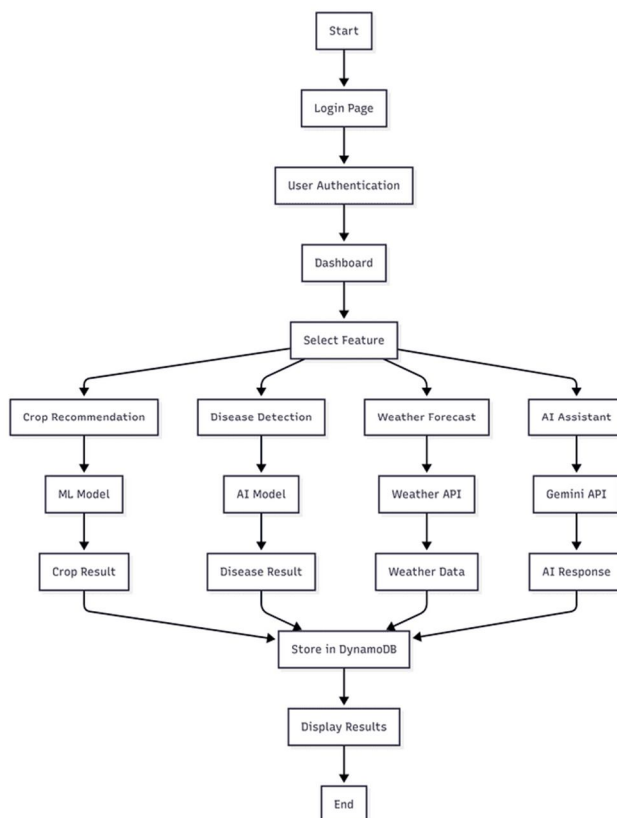 Start
Login Page
User Authentication
Dashboard
Select Feature
Crop Recommendation
Disease Detection
Weather Forecast
AI Assistant
ML Model
AI Model
Weather API
Gemini API
Crop Result
Disease Result
Weather Data
AI Response
Store in DynamoDB
Display Results
End